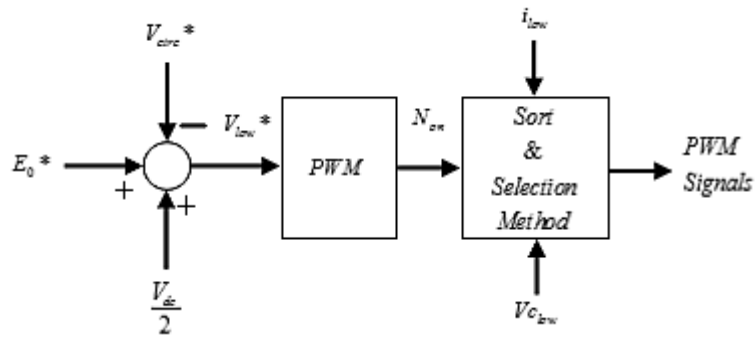 V_circ*
i_low
− V_low*
N_on
E_0*
+
+
PWM
Sort
&
Selection
Method
PWM
Signals
V_dc
2
Vc_low